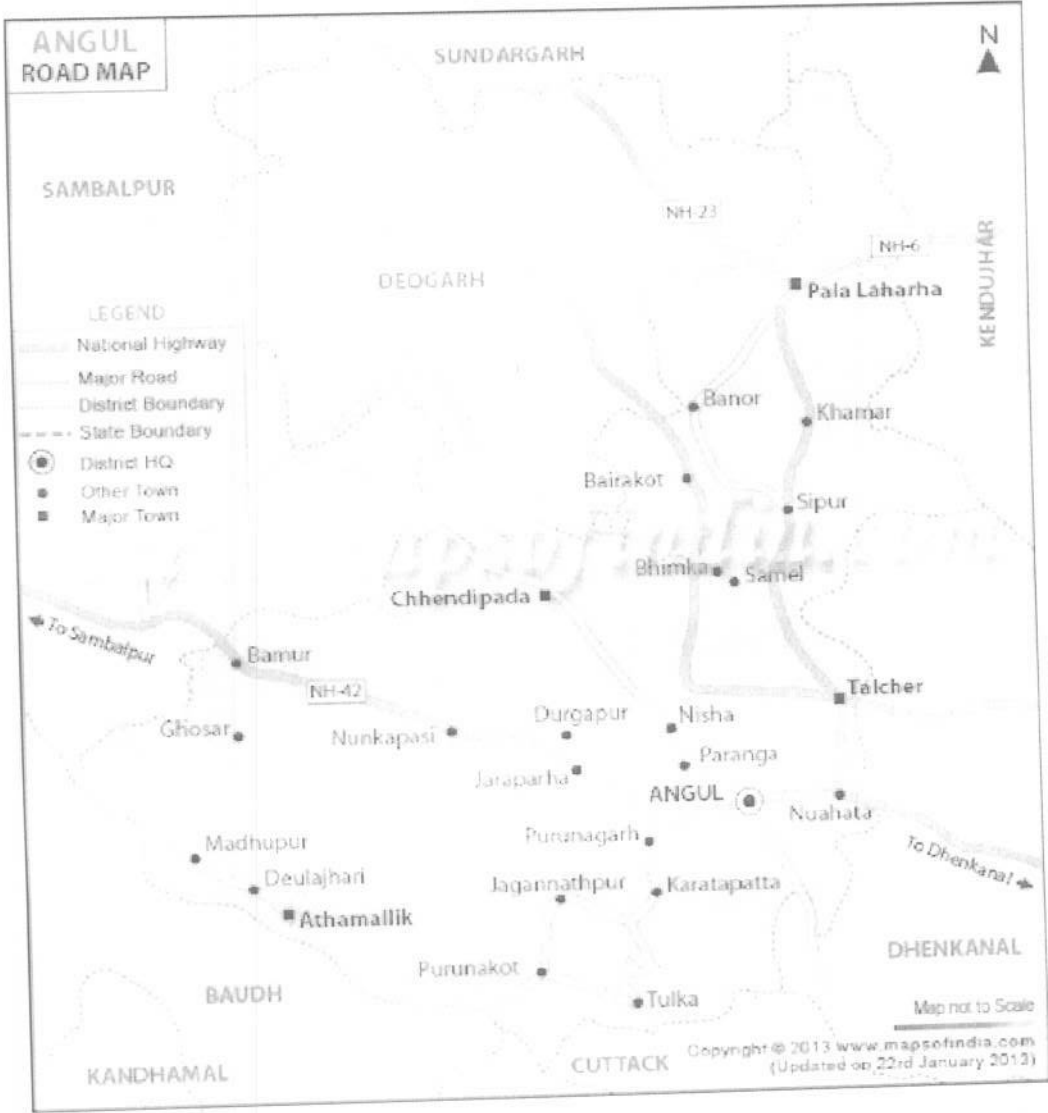 ANGUL
ROAD MAP
SUNDARGARH
N
SAMBALPUR
NH-23
NH-6
KENDUJHAR
DEOGARH
Pala Laharha
LEGEND
National Highway
Major Road
District Boundary
State Boundary
District HQ
Other Town
Major Town
Banor
Khamar
Bairakot
Sipur
Bhimka
Samel
Chhendipada
To Sambalpur
Bamur
NH-42
Talcher
Ghosar
Nunkapasi
Durgapur
Nisha
Jaraparha
Paranga
ANGUL
Nuahata
Purunagarh
To Dhenkanal
Madhupur
Deulajhari
Jagannathpur
Karatapatta
Athamallik
DHENKANAL
Purunakot
BAUDH
Tulka
Map not to Scale
CUTTACK
Copyright © 2013 www.mapsofindia.com
(Updated on 22rd January 2013)
KANDHAMAL